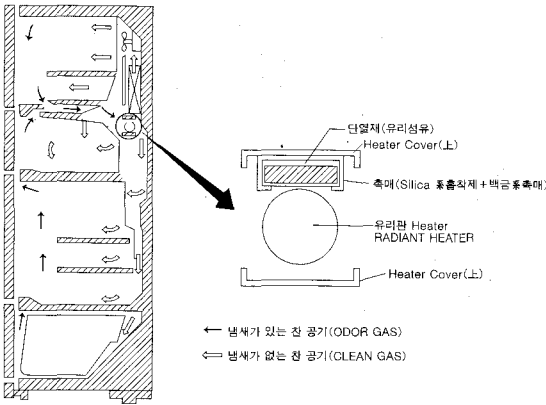 단열재(유리섬유)
Heater Cover(上)
촉매(Silica 系흡착제+백금系촉매)
유리관 Heater
RADIANT HEATER
Heater Cover(上)
← 냄새가 있는 찬 공기(ODOR GAS)
⇦ 냄새가 없는 찬 공기(CLEAN GAS)